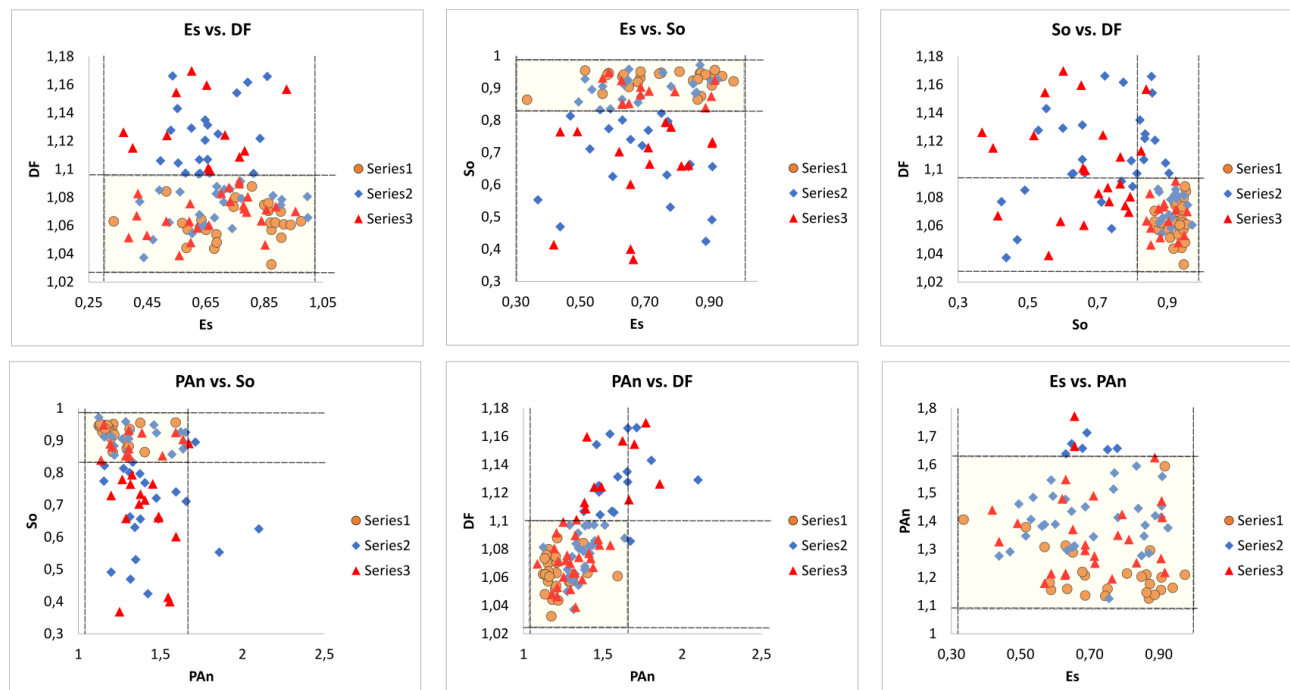 Es vs. DF
1,18
1,16
1,14
1,12
1,1
1,08
1,06
1,04
1,02
DF
0,25
0,45
0,65
0,85
1,05
Es
Series1
Series2
Series3
Es vs. So
1
0,9
0,8
0,7
0,6
0,5
0,4
0,3
So
0,30
0,50
0,70
0,90
Es
Series1
Series2
Series3
So vs. DF
1,18
1,16
1,14
1,12
1,1
1,08
1,06
1,04
1,02
DF
0,3
0,5
0,7
0,9
So
Series1
Series2
Series3
PAn vs. So
1
0,9
0,8
0,7
0,6
0,5
0,4
0,3
So
1
1,5
2
2,5
PAn
Series1
Series2
Series3
PAn vs. DF
1,18
1,16
1,14
1,12
1,1
1,08
1,06
1,04
1,02
DF
1
1,5
2
2,5
PAn
Series1
Series2
Series3
Es vs. PAn
1,8
1,7
1,6
1,5
1,4
1,3
1,2
1,1
1
PAn
0,30
0,50
0,70
0,90
Es
Series1
Series2
Series3